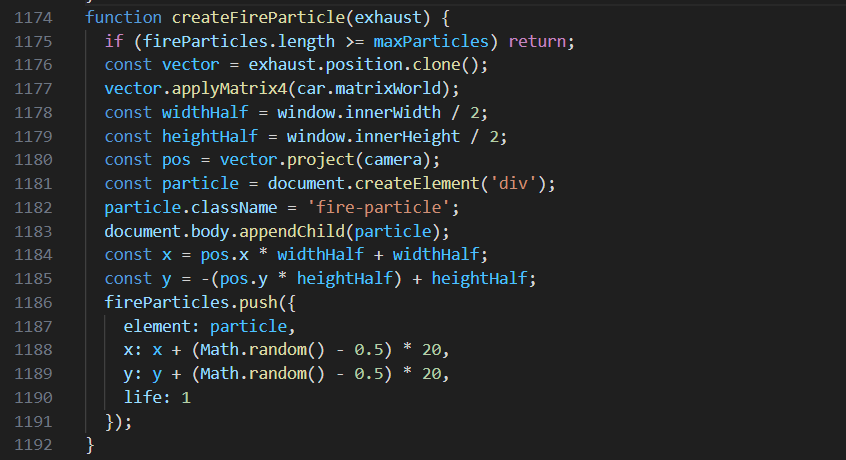 1174 function createFireParticle(exhaust) {
1175 if (fireParticles.length >= maxParticles) return;
1176 const vector = exhaust.position.clone();
1177 vector.applyMatrix4(car.matrixWorld);
1178 const widthHalf = window.innerWidth / 2;
1179 const heightHalf = window.innerHeight / 2;
1180 const pos = vector.project(camera);
1181 const particle = document.createElement('div');
1182 particle.className = 'fire-particle';
1183 document.body.appendChild(particle);
1184 const x = pos.x * widthHalf + widthHalf;
1185 const y = -(pos.y * heightHalf) + heightHalf;
1186 fireParticles.push({
1187 element: particle,
1188 x: x + (Math.random() - 0.5) * 20,
1189 y: y + (Math.random() - 0.5) * 20,
1190 life: 1
1191 });
1192 }